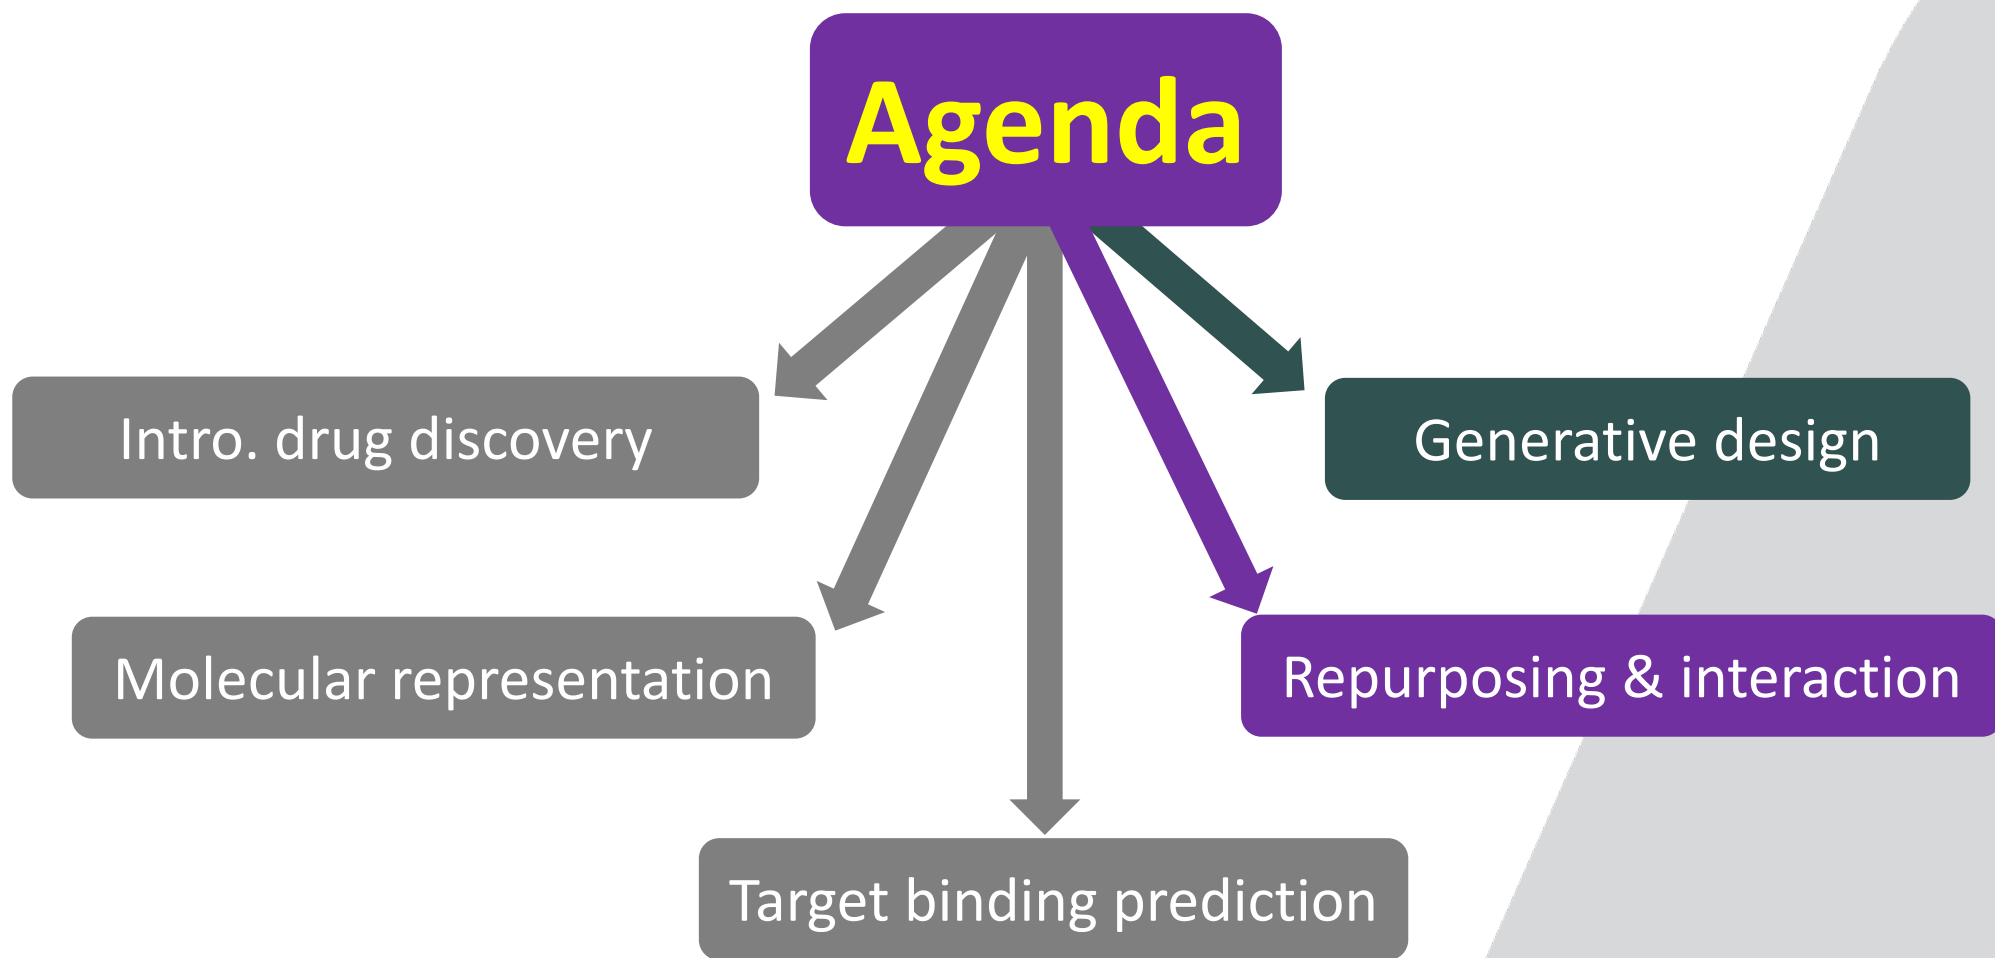 Agenda
Intro. drug discovery
Generative design
Molecular representation
Repurposing & interaction
Target binding prediction